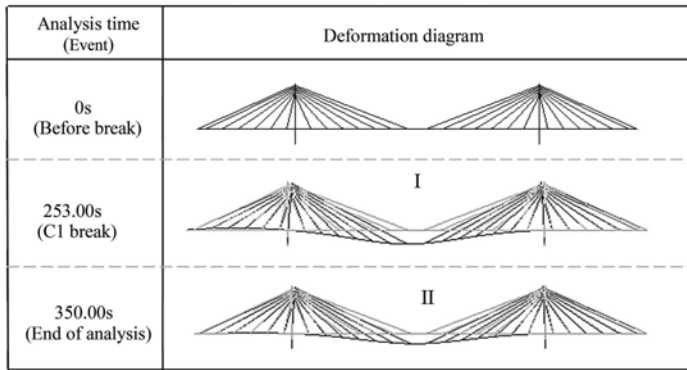 Analysis time
(Event)
Deformation diagram
0s
(Before break)
I
253.00s
(C1 break)
II
350.00s
(End of analysis)